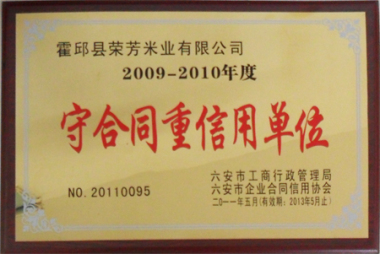 霍邱县荣芳米业有限公司
2009-2010年度
守合同重信用单位
六安市工商行政管理局
NO.20110095
六安市企业合同信用协会
二〇一一年五月(有效期:2013年5月止)